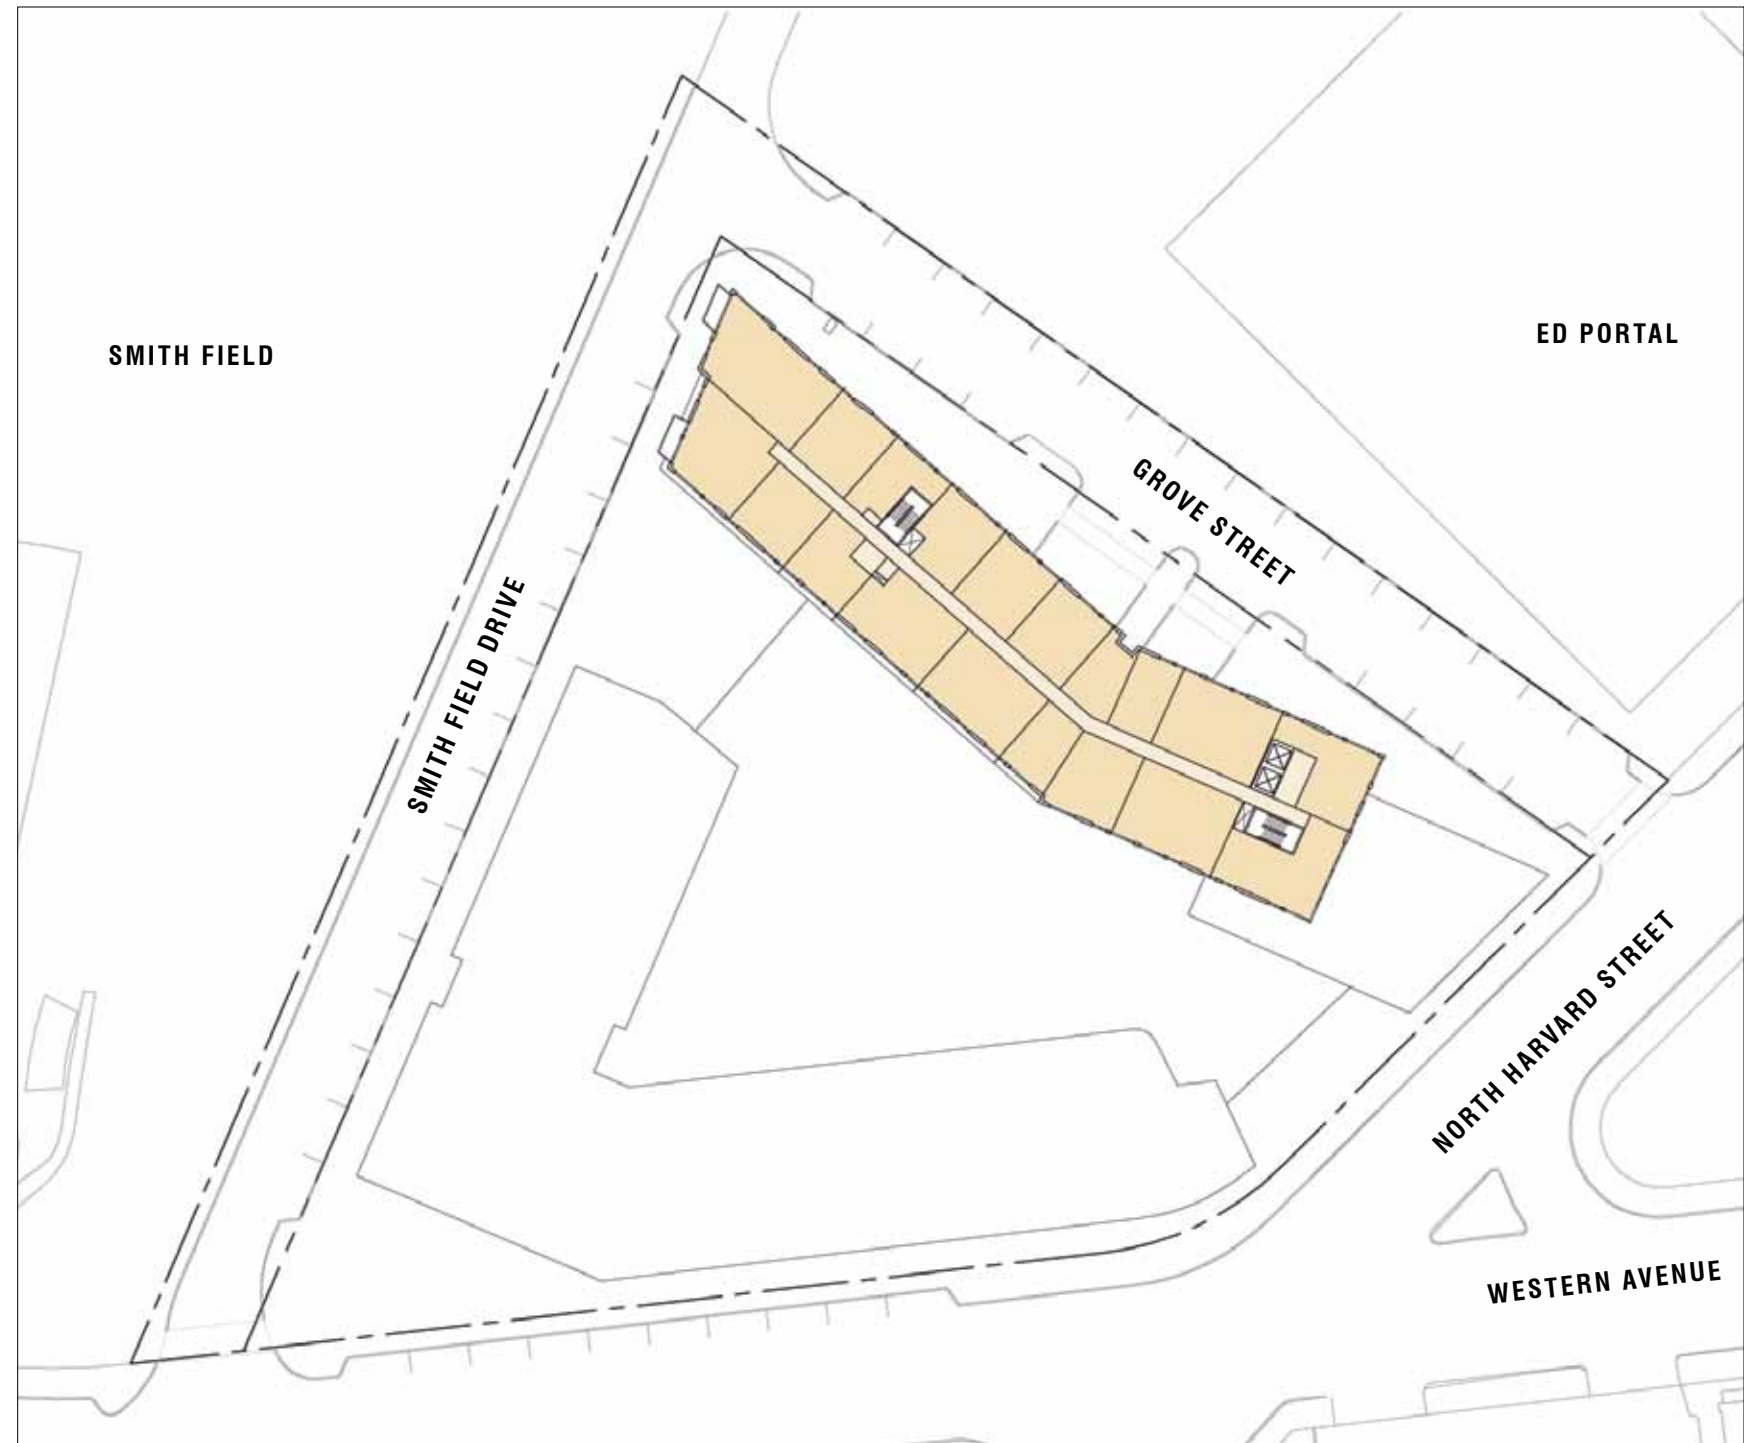 ED PORTAL
SMITH FIELD
GROVE STREET
SMITH FIELD DRIVE
NORTH HARVARD STREET
WESTERN AVENUE